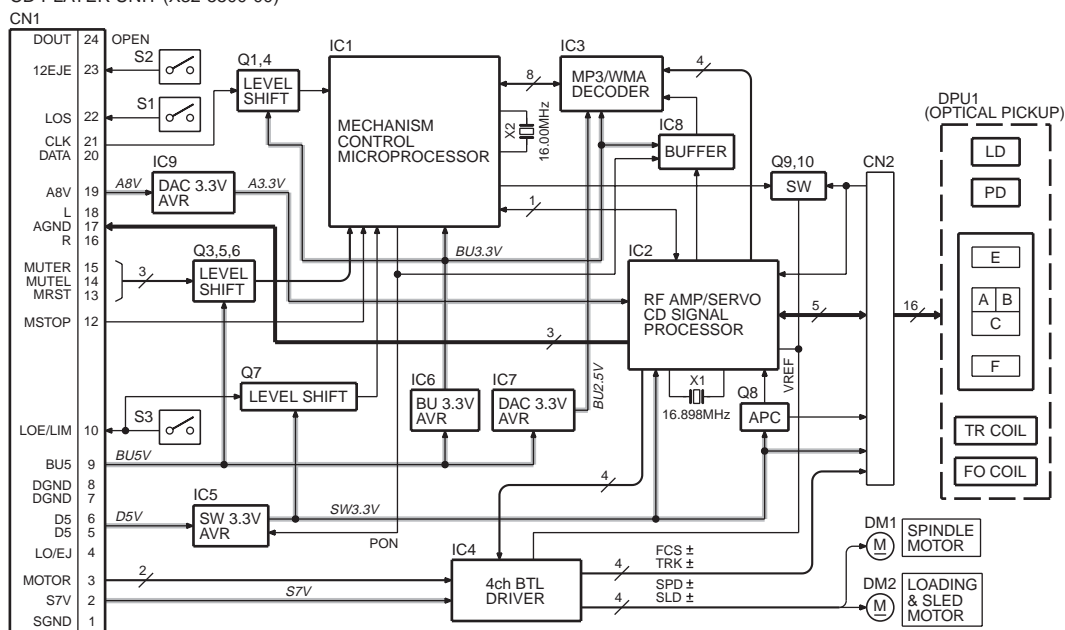 CN1
DOUT 24 OPEN
12EJE 23
S2
LOS 22
S1
CLK 21
DATA 20
A8V 19 A8V
L 18
AGND 17
R 16
MUTER 15
MUTEL 14
MRST 13
3
MSTOP 12
LOE/LIM 10
S3
BU5 9 BU5V
DGND 8
DGND 7
D5 6 D5V
D5 5
LO/EJ 4
MOTOR 3
2
S7V 2 S7V
SGND 1
Q1,4
LEVEL
SHIFT
IC9
DAC 3.3V
AVR
A3.3V
Q3,5,6
LEVEL
SHIFT
Q7
LEVEL SHIFT
IC5
SW 3.3V
AVR
SW3.3V
PON
IC1
MECHANISM
CONTROL
MICROPROCESSOR
8
X2
16.00MHz
1
BU3.3V
3
IC6
BU 3.3V
AVR
IC7
DAC 3.3V
AVR
BU2.5V
IC3
MP3/WMA
DECODER
4
IC8
BUFFER
Q9,10
SW
IC2
RF AMP/SERVO
CD SIGNAL
PROCESSOR
5
X1
16.898MHz
VREF
Q8
APC
4
IC4
4ch BTL
DRIVER
4
FCS ±
TRK ±
4
SPD ±
SLD ±
CN2
16
DPU1
(OPTICAL PICKUP)
LD
PD
E
A B
C
F
TR COIL
FO COIL
DM1
M
SPINDLE
MOTOR
DM2
M
LOADING
& SLED
MOTOR